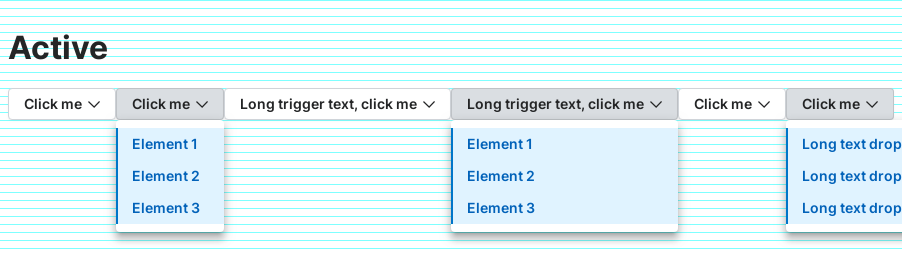 Active
Click me
Click me
Long trigger text, click me
Long trigger text, click me
Click me
Click me
Element 1
Element 2
Element 3
Element 1
Element 2
Element 3
Long text drop
Long text drop
Long text drop